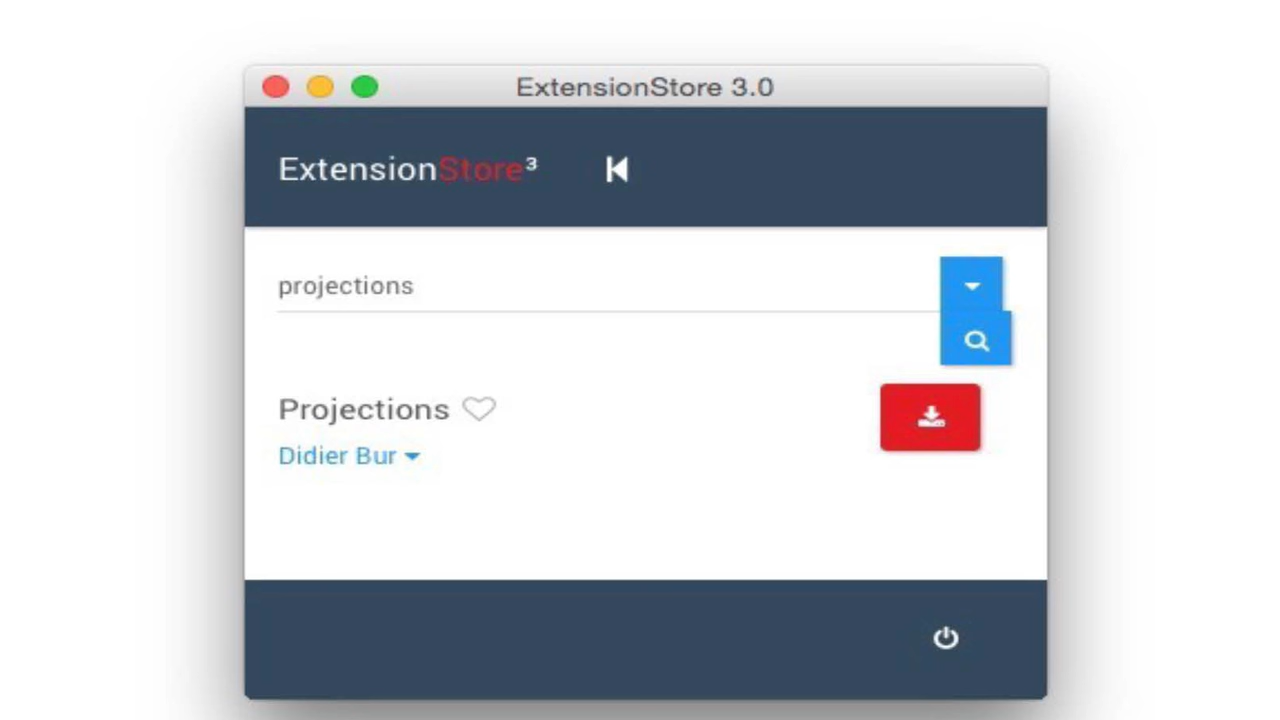 ExtensionStore 3.0
ExtensionStore³
projections
Projections
Didier Bur